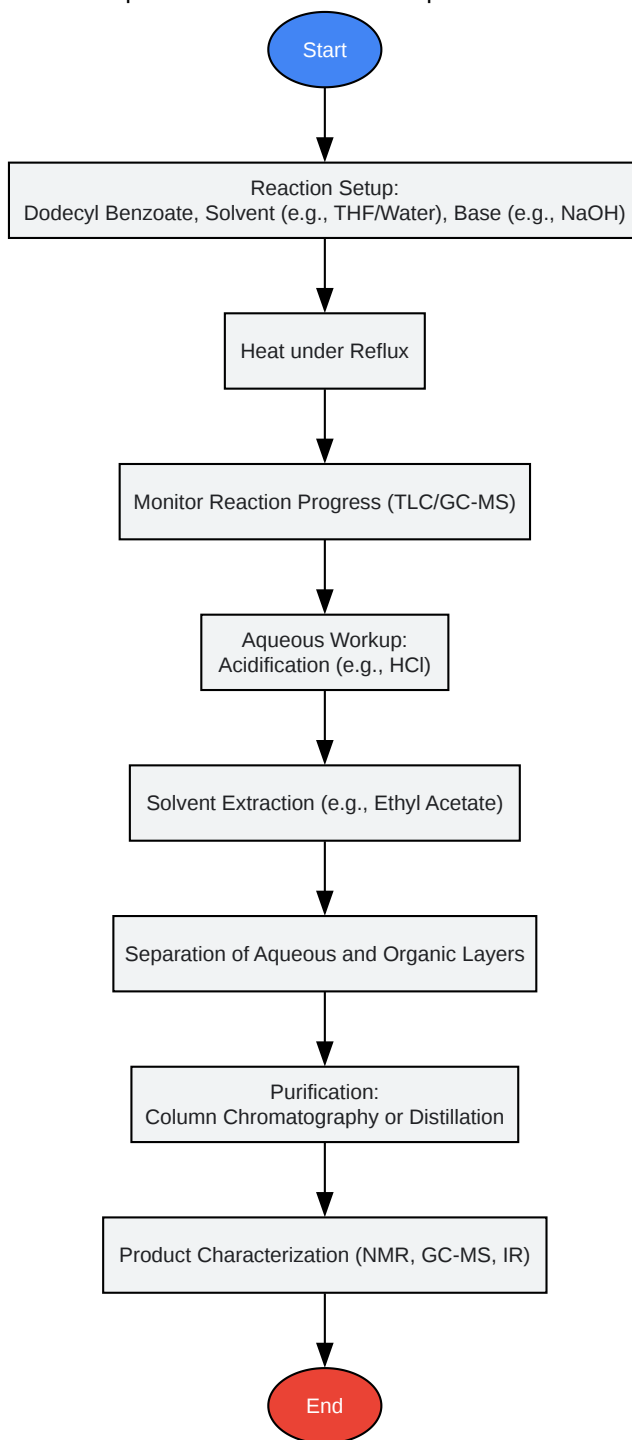 Start
Reaction Setup:
Dodecyl Benzoate, Solvent (e.g., THF/Water), Base (e.g., NaOH)
Heat under Reflux
Monitor Reaction Progress (TLC/GC-MS)
Aqueous Workup:
Acidification (e.g., HCl)
Solvent Extraction (e.g., Ethyl Acetate)
Separation of Aqueous and Organic Layers
Purification:
Column Chromatography or Distillation
Product Characterization (NMR, GC-MS, IR)
End